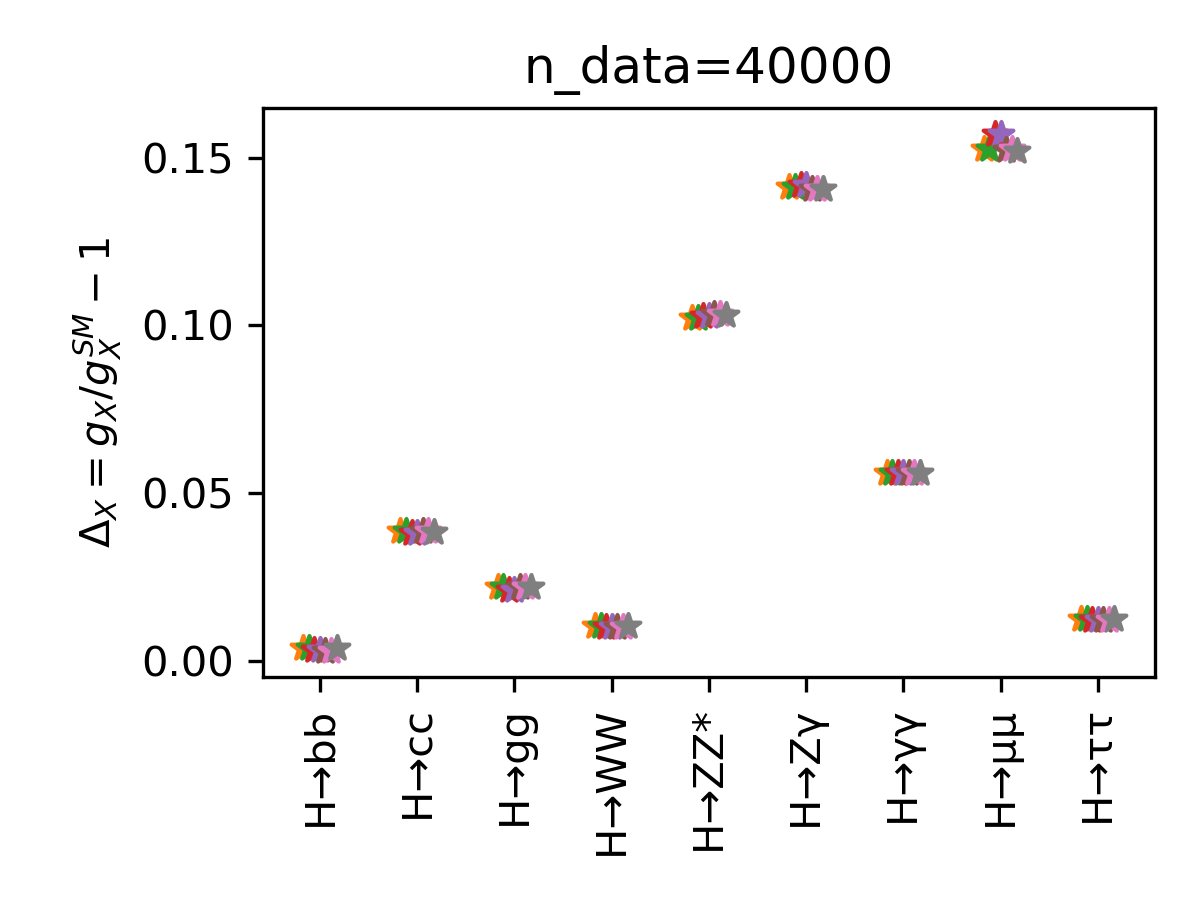 n_data=40000
Δ_X = g_X/g_X^{SM} − 1
0.15
0.10
0.05
0.00
H→bb
H→cc
H→gg
H→WW
H→ZZ*
H→Zγ
H→γγ
H→μμ
H→ττ